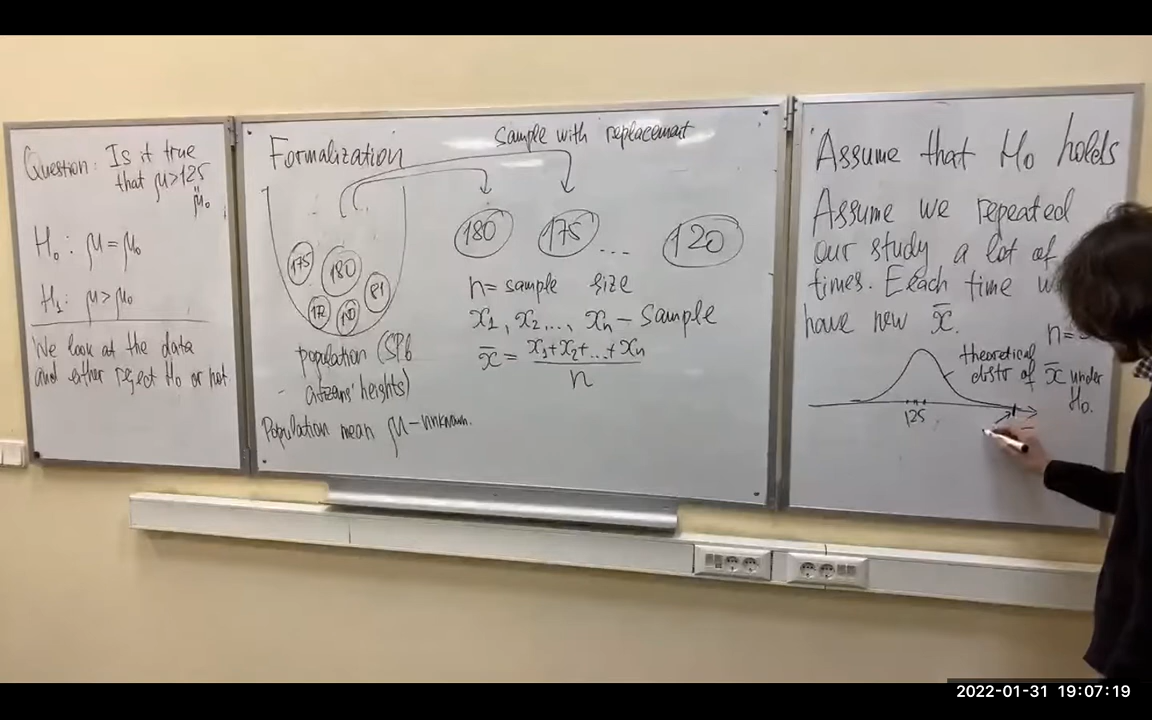 Question: Is it true
that μ>125
"
μ₀
H₀: μ = μ₀
H₁: μ > μ₀
We look at the data
and either reject H₀ or not
Formalization
Sample with replacement
180 175 ... 120
175 180 81
n = sample size
x₁, x₂..., xₙ – sample
x̄ = x₁+x₂+...+xₙ
n
population (SPb
citizens' heights)
Population mean μ – unknown.
Assume that H₀ holds
Assume we repeated
our study a lot of
times. Each time
have new x̄.
n=
theoretical
distr of x̄ under
H₀.
125
2022-01-31 19:07:19